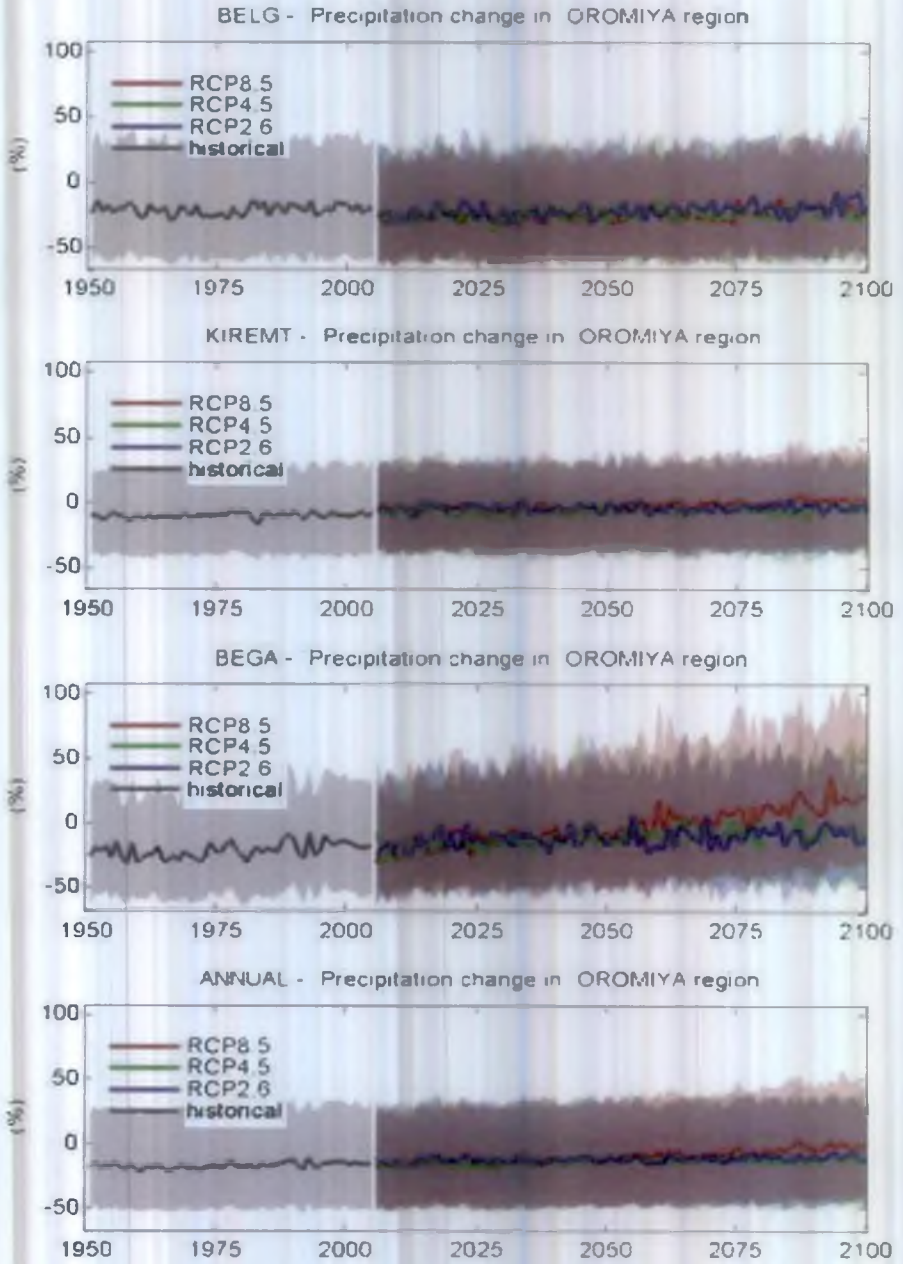 BELG - Precipitation change in OROMIYA region
100
50
0
-50
(%)
RCP8.5
RCP4.5
RCP2.6
historical
1950 1975 2000 2025 2050 2075 2100
KIREMT - Precipitation change in OROMIYA region
100
50
0
-50
(%)
RCP8.5
RCP4.5
RCP2.6
historical
1950 1975 2000 2025 2050 2075 2100
BEGA - Precipitation change in OROMIYA region
100
50
0
-50
(%)
RCP8.5
RCP4.5
RCP2.6
historical
1950 1975 2000 2025 2050 2075 2100
ANNUAL - Precipitation change in OROMIYA region
100
50
0
-50
(%)
RCP8.5
RCP4.5
RCP2.6
historical
1950 1975 2000 2025 2050 2075 2100